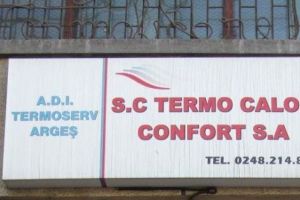 A.D.I.
TERMOSERV
ARGEȘ
S.C TERMO CALO
CONFORT S.A
TEL. 0248.214.8